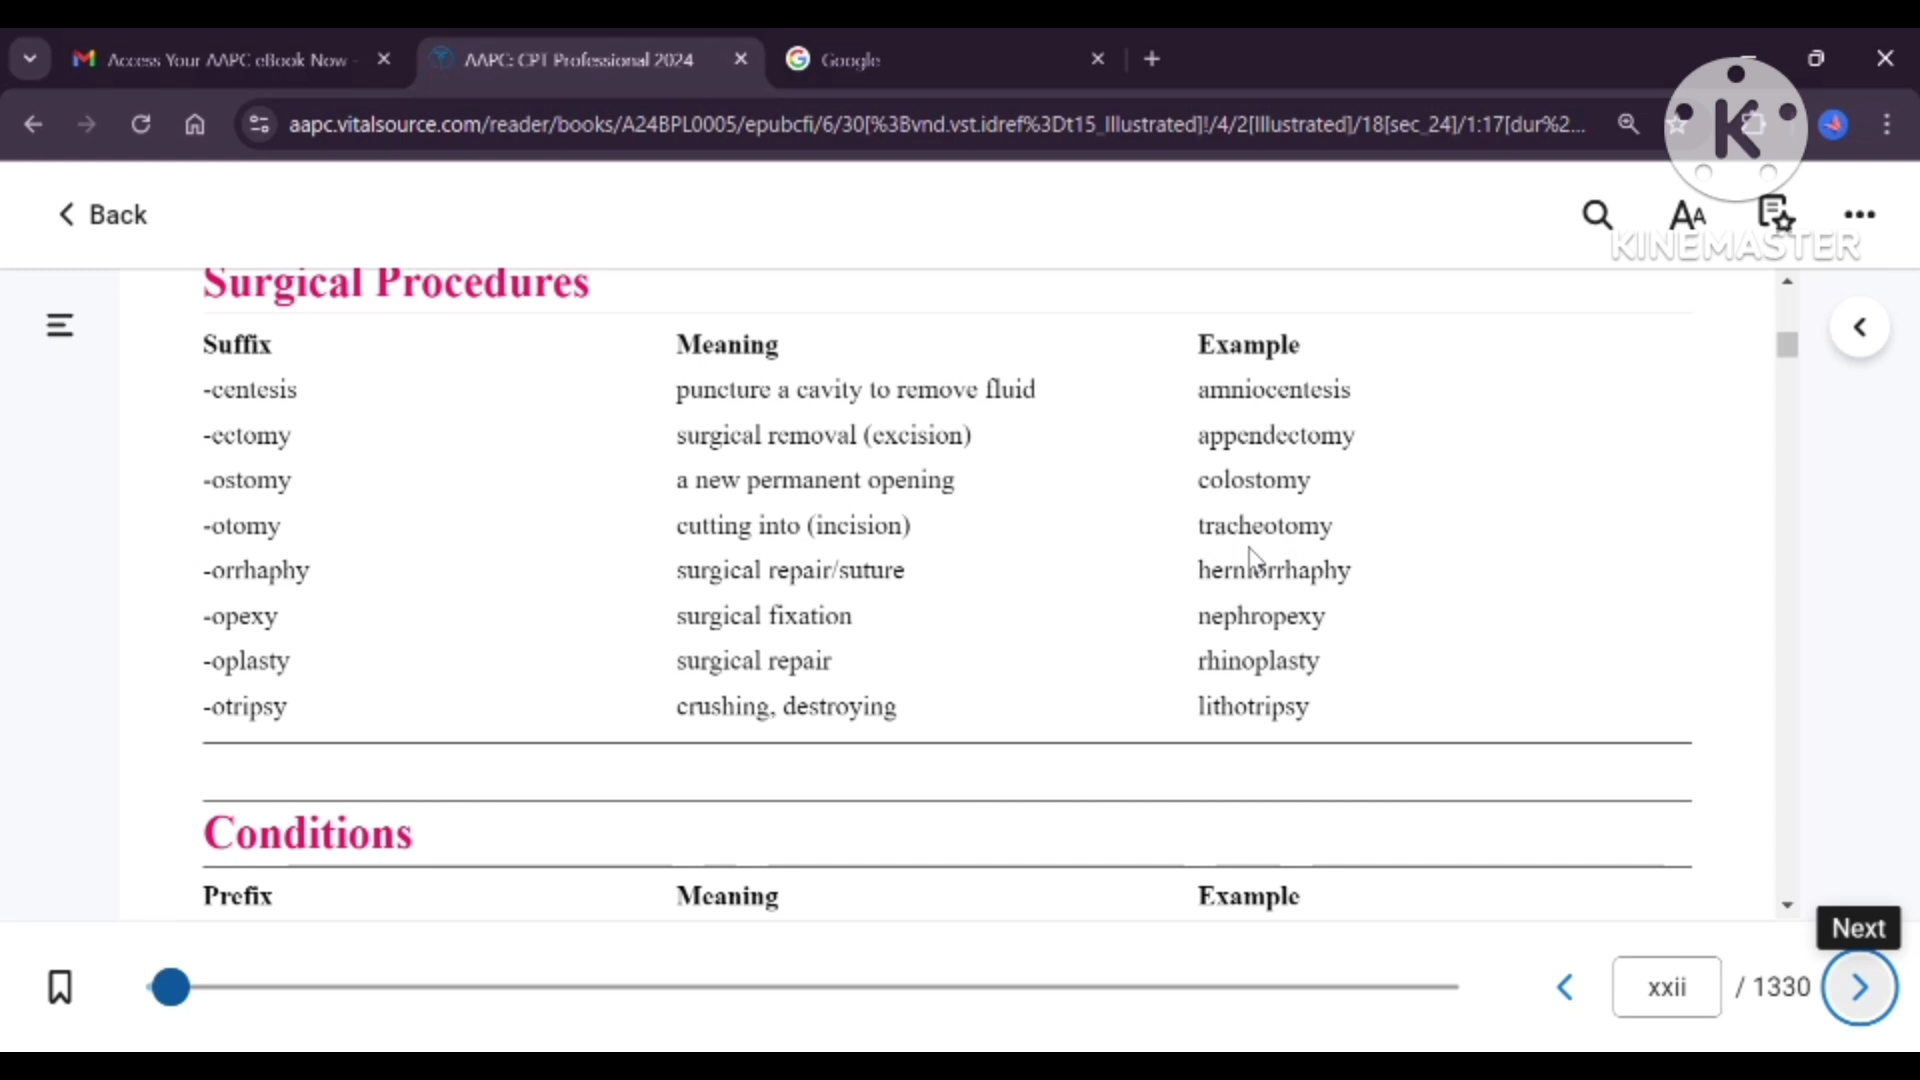 Access Your AAPC eBook Now -
AAPC: CPT Professional 2024
Google
aapc.vitalsource.com/reader/books/A24BPL0005/epubcfi/6/30[%3Bvnd.vst.idref%3Dt15_Illustrated]!/4/2[Illustrated]/18[sec_24]/1:17[dur%2...
K
Back
AA
KINEMASTER
Surgical Procedures
Suffix Meaning Example
-centesis puncture a cavity to remove fluid amniocentesis
-ectomy surgical removal (excision) appendectomy
-ostomy a new permanent opening colostomy
-otomy cutting into (incision) tracheotomy
-orrhaphy surgical repair/suture herniorrhaphy
-opexy surgical fixation nephropexy
-oplasty surgical repair rhinoplasty
-otripsy crushing, destroying lithotripsy
Conditions
Prefix Meaning Example
Next
xxii / 1330